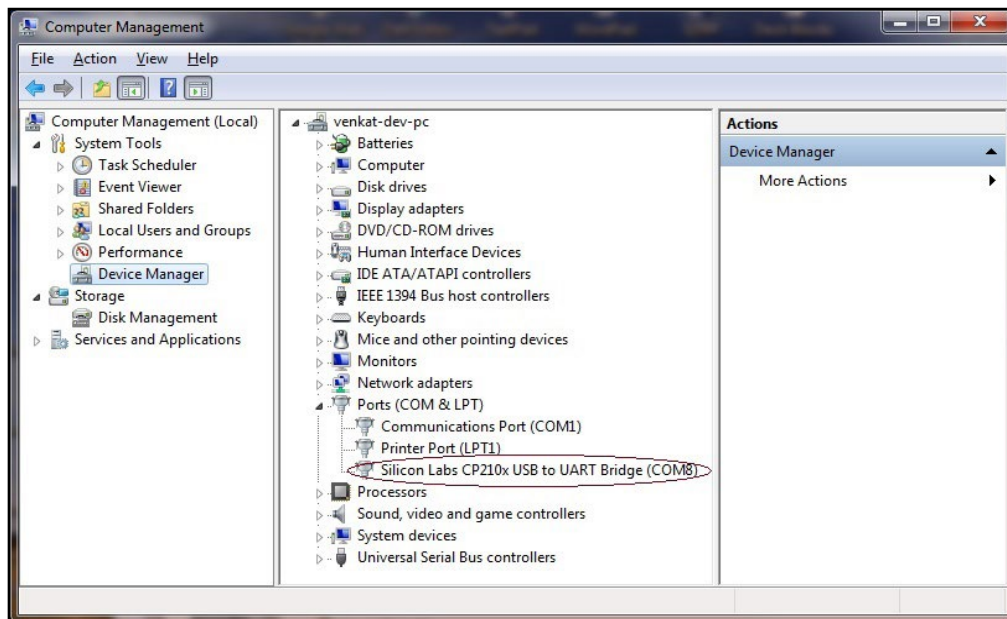 Computer Management
File Action View Help
Computer Management (Local)
System Tools
Task Scheduler
Event Viewer
Shared Folders
Local Users and Groups
Performance
Device Manager
Storage
Disk Management
Services and Applications
venkat-dev-pc
Batteries
Computer
Disk drives
Display adapters
DVD/CD-ROM drives
Human Interface Devices
IDE ATA/ATAPI controllers
IEEE 1394 Bus host controllers
Keyboards
Mice and other pointing devices
Monitors
Network adapters
Ports (COM & LPT)
Communications Port (COM1)
Printer Port (LPT1)
Silicon Labs CP210x USB to UART Bridge (COM8)
Processors
Sound, video and game controllers
System devices
Universal Serial Bus controllers
Actions
Device Manager
More Actions